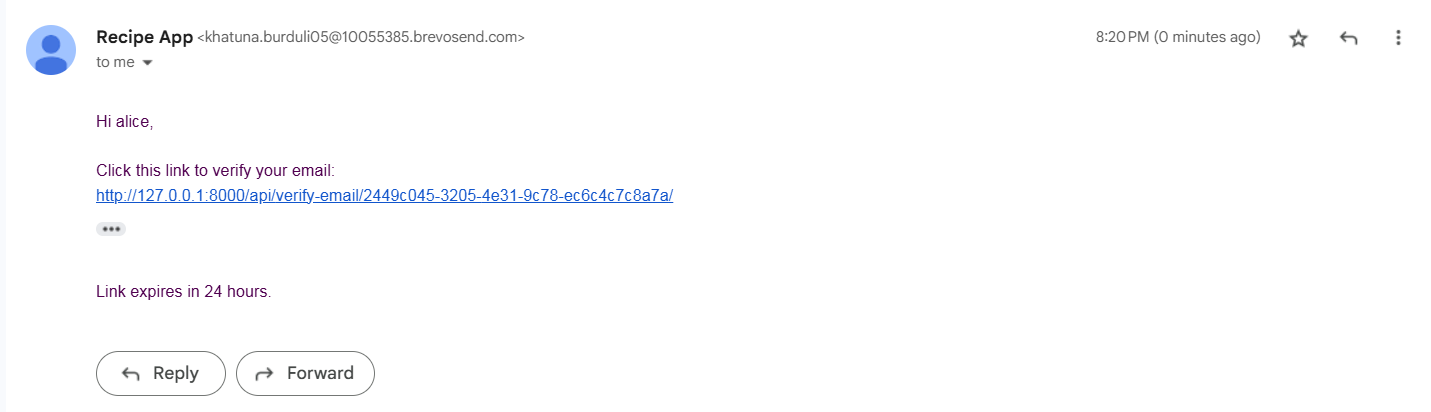 Recipe App <khatuna.burduli05@10055385.brevosend.com> 8:20 PM (0 minutes ago)
to me
Hi alice,
Click this link to verify your email:
http://127.0.0.1:8000/api/verify-email/2449c045-3205-4e31-9c78-ec6c4c7c8a7a/
Link expires in 24 hours.
Reply Forward